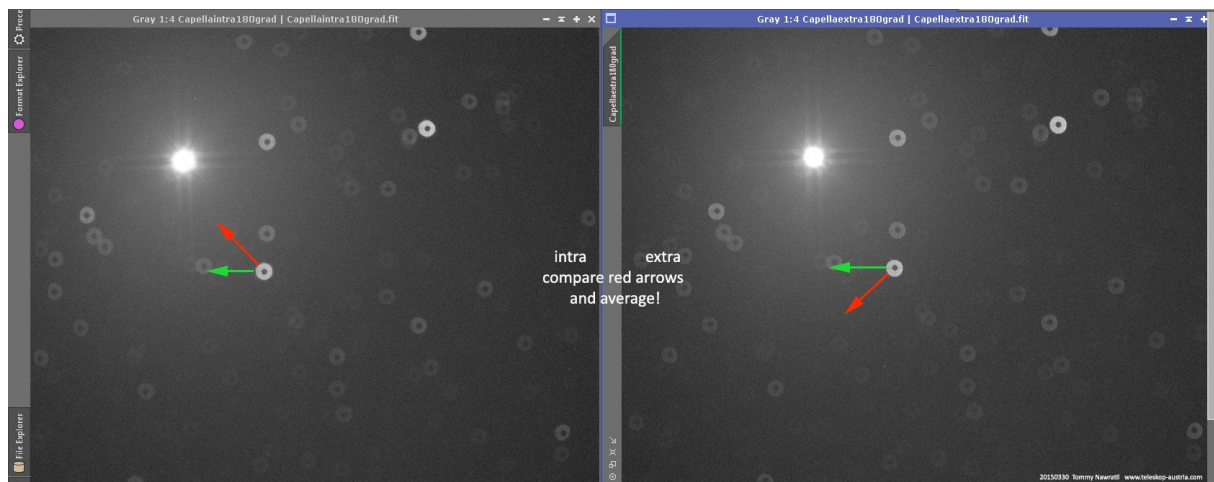 Gray 1:4 Capellaintra180grad | Capellaintra180grad.fit
Gray 1:4 Capellaextra180grad | Capellaextra180grad.fit
Proce
Format Explorer
File Explorer
Capellaextra180grad
intra extra
compare red arrows
and average!
20150330 Tommy Nawratil www.teleskop-austria.com